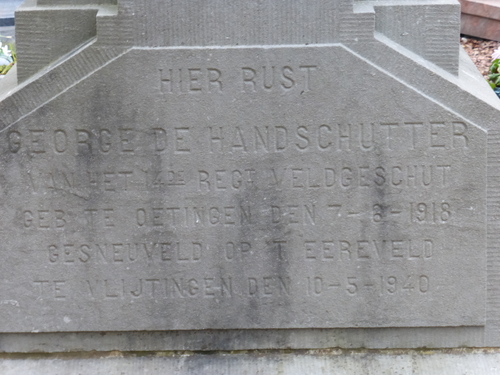 HIER RUST
GEORGE DE HANDSCHUTTER
VAN HET 14DE REGT VELDGESCHUT
GEB TE OETINGEN DEN 7-8-1918
GESNEUVELD OP 'T EEREVELD
TE VLIJTINGEN DEN 10-5-1940